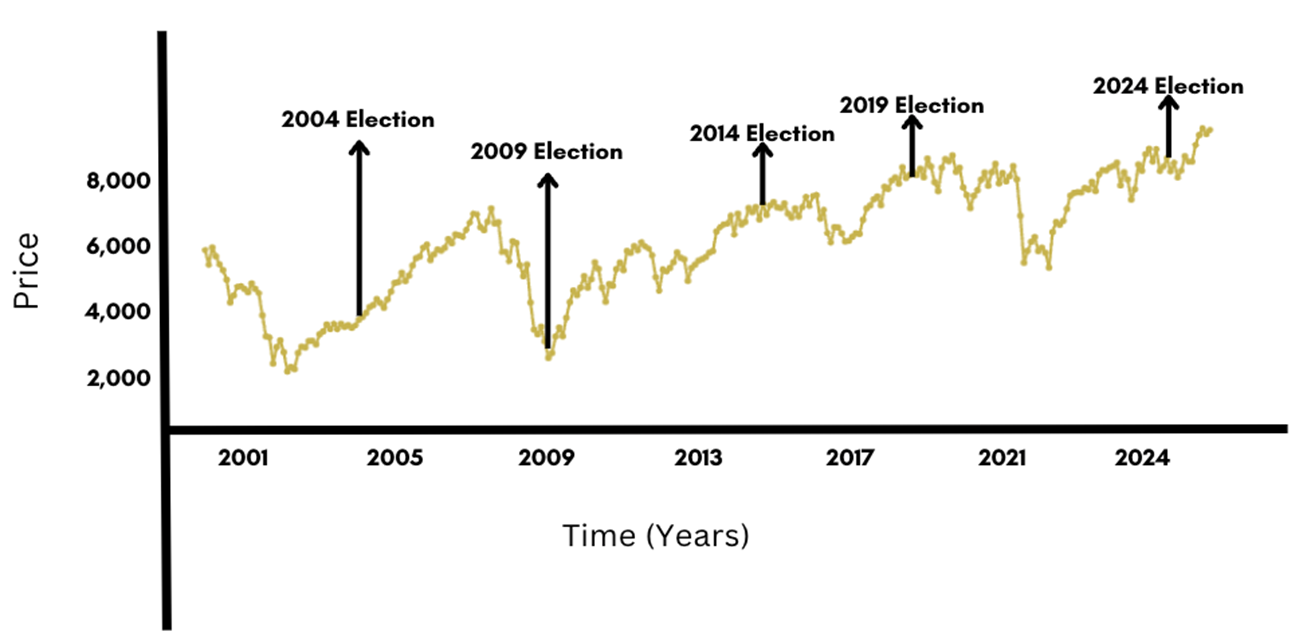 2024 Election
2019 Election
2004 Election
2014 Election
2009 Election
8,000
6,000
4,000
2,000
Price
2001 2005 2009 2013 2017 2021 2024
Time (Years)